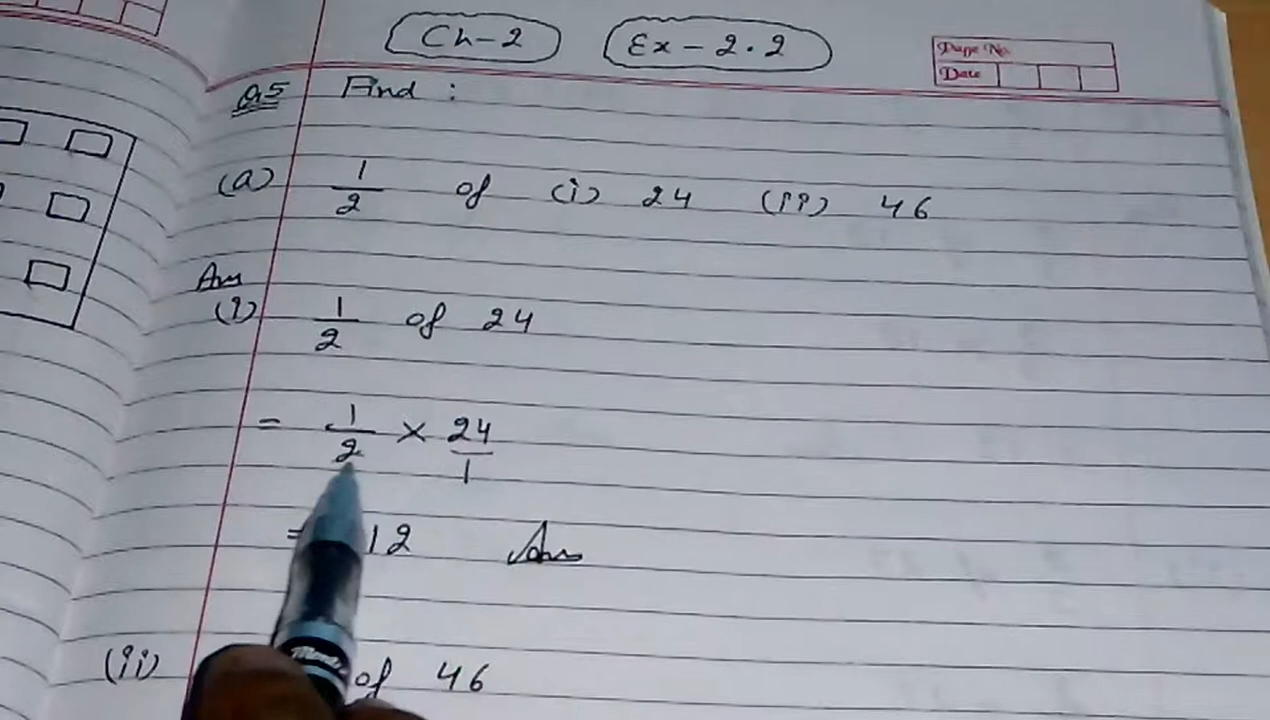 Ch-2 Ex-2.2
Page No.
Date
Q5 Find :
(a) 1/2 of (i) 24 (ii) 46
Ans
(i) 1/2 of 24
= 1/2 × 24/1
= 12 Ans
(ii) of 46